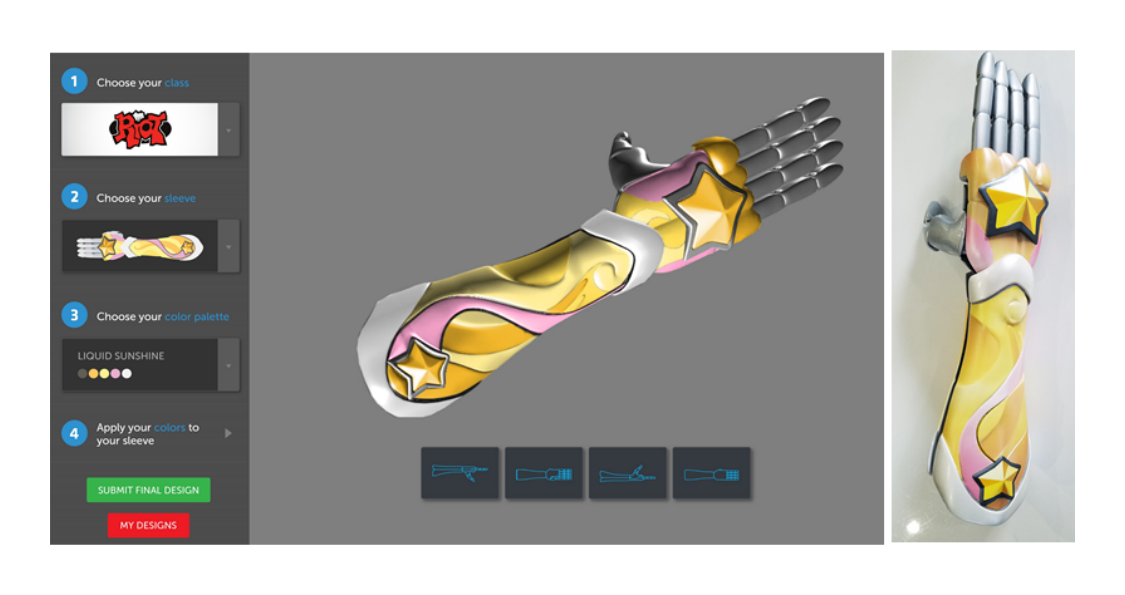 1 Choose your class
RIOT
2 Choose your sleeve
3 Choose your color palette
LIQUID SUNSHINE
4 Apply your colors to
your sleeve
SUBMIT FINAL DESIGN
MY DESIGNS